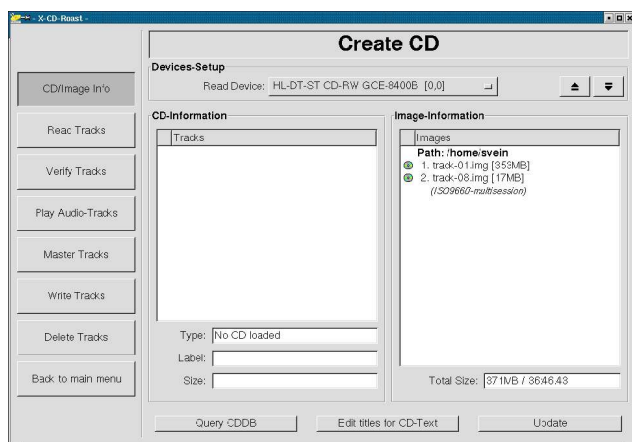 X-CD-Roast -
Create CD
Devices-Setup
Read Device: HL-DT-ST CD-RW GCE-8400B [0,0]
CD/Image Info
Read Tracks
Verify Tracks
Play Audio-Tracks
Master Tracks
Write Tracks
Delete Tracks
Back to main menu
CD-Information
Tracks
Type: No CD loaded
Label:
Size:
Image-Information
Images
Path: /home/svein
1. track-01.img [353MB]
2. track-08.img [17MB]
(ISO9660-multisession)
Total Size: 371MB / 36:46.43
Query CDDB
Edit titles for CD-Text
Update